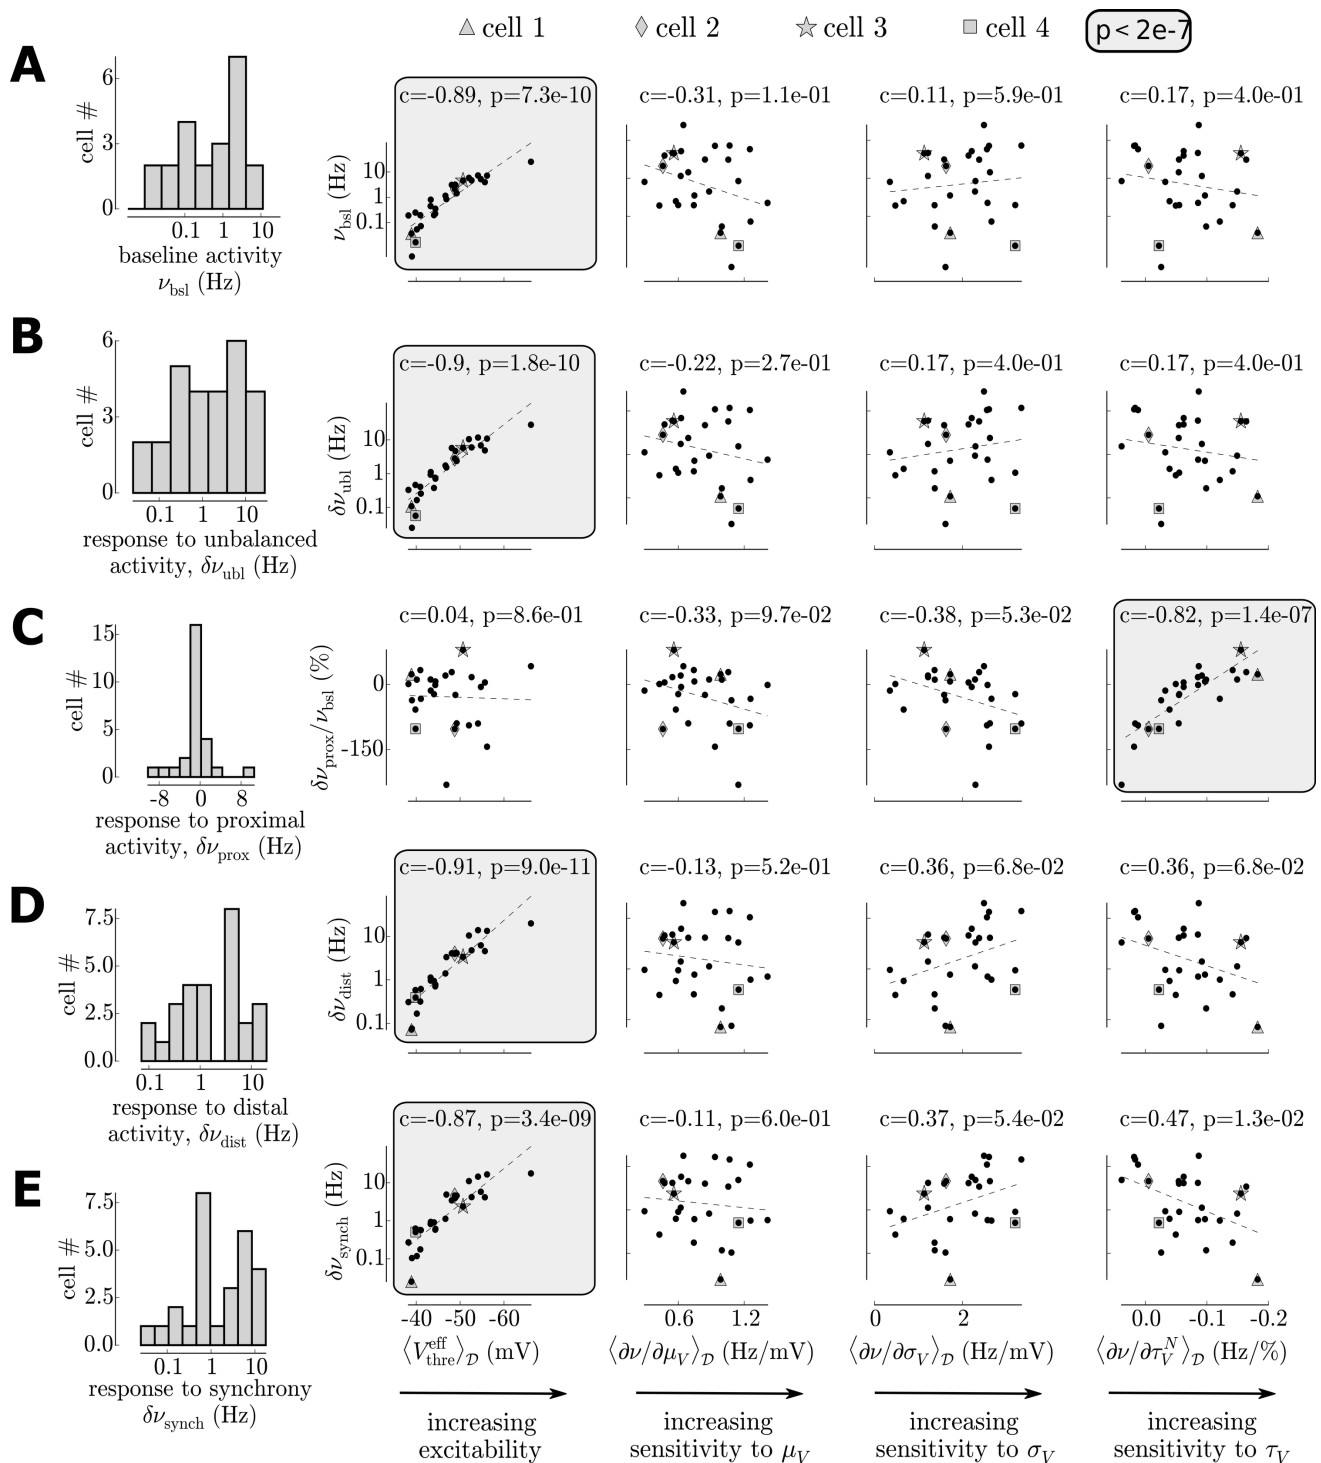 cell 1 cell 2 cell 3 cell 4 p< 2e-7
A
6
3
0
cell #
0.1 1 10
baseline activity
ν_bsl (Hz)
c=-0.89, p=7.3e-10
c=-0.31, p=1.1e-01
c=0.11, p=5.9e-01
c=0.17, p=4.0e-01
ν_bsl (Hz)
10
1
0.1
B
6
3
0
cell #
0.1 1 10
response to unbalanced
activity, δν_ubl (Hz)
c=-0.9, p=1.8e-10
c=-0.22, p=2.7e-01
c=0.17, p=4.0e-01
c=0.17, p=4.0e-01
δν_ubl (Hz)
10
1
0.1
C
15
10
5
0
cell #
-8 0 8
response to proximal
activity, δν_prox (Hz)
c=0.04, p=8.6e-01
c=-0.33, p=9.7e-02
c=-0.38, p=5.3e-02
c=-0.82, p=1.4e-07
δν_prox/ν_bsl (%)
0
-150
D
7.5
5.0
2.5
0.0
cell #
0.1 1 10
response to distal
activity, δν_dist (Hz)
c=-0.91, p=9.0e-11
c=-0.13, p=5.2e-01
c=0.36, p=6.8e-02
c=0.36, p=6.8e-02
δν_dist (Hz)
10
1
0.1
E
7.5
5.0
2.5
0.0
cell #
0.1 1 10
response to synchrony
δν_synch (Hz)
c=-0.87, p=3.4e-09
c=-0.11, p=6.0e-01
c=0.37, p=5.4e-02
c=0.47, p=1.3e-02
δν_synch (Hz)
10
1
0.1
-40 -50 -60
0.6 1.2
0 2
0.0 -0.1 -0.2
⟨V_thre^eff⟩_𝒟 (mV)
⟨∂ν/∂μ_V⟩_𝒟 (Hz/mV)
⟨∂ν/∂σ_V⟩_𝒟 (Hz/mV)
⟨∂ν/∂τ_V^N⟩_𝒟 (Hz/%)
increasing
excitability
increasing
sensitivity to μ_V
increasing
sensitivity to σ_V
increasing
sensitivity to τ_V